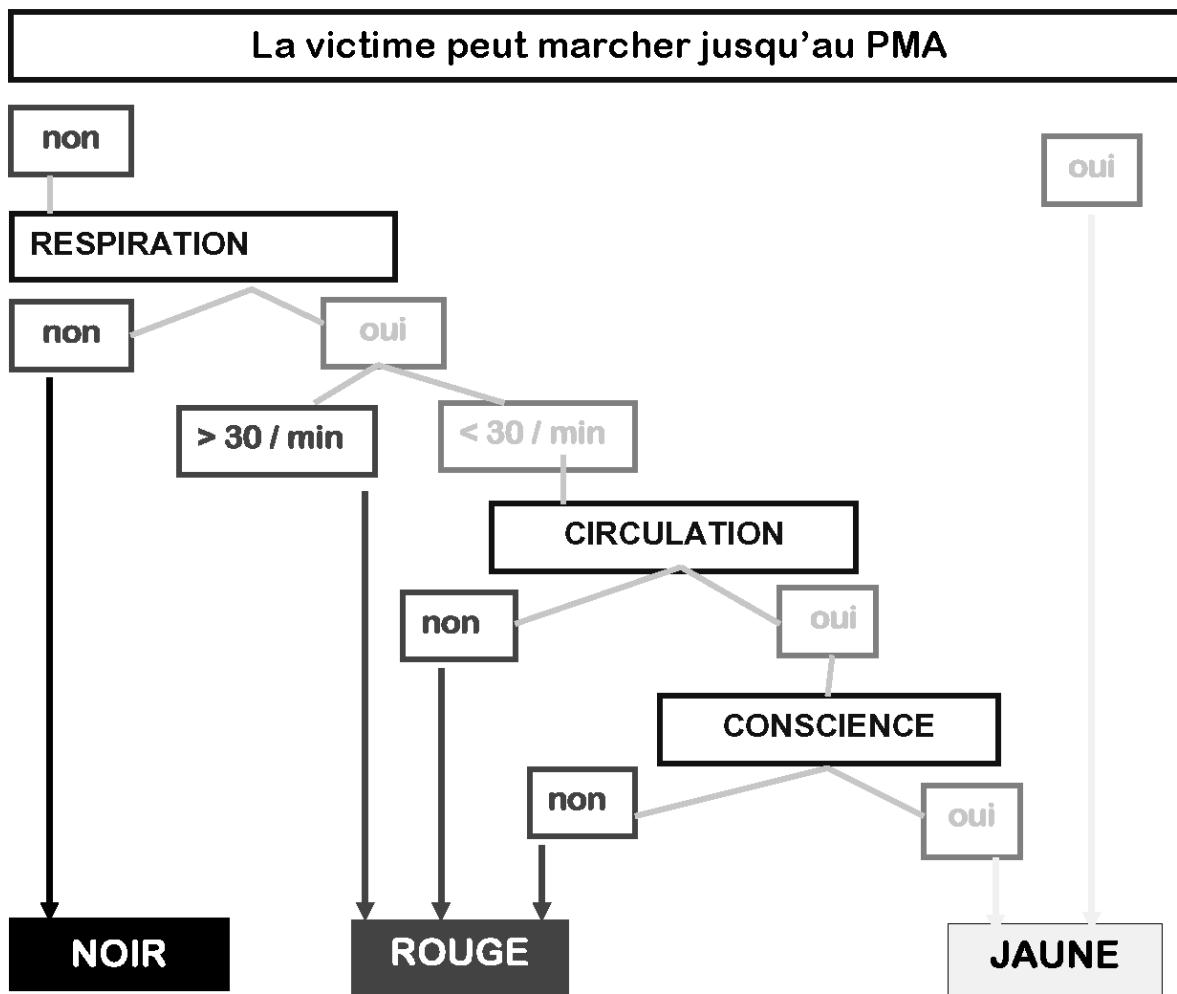 La victime peut marcher jusqu'au PMA
non
oui
RESPIRATION
non
oui
> 30 / min
< 30 / min
CIRCULATION
non
oui
CONSCIENCE
non
oui
NOIR
ROUGE
JAUNE